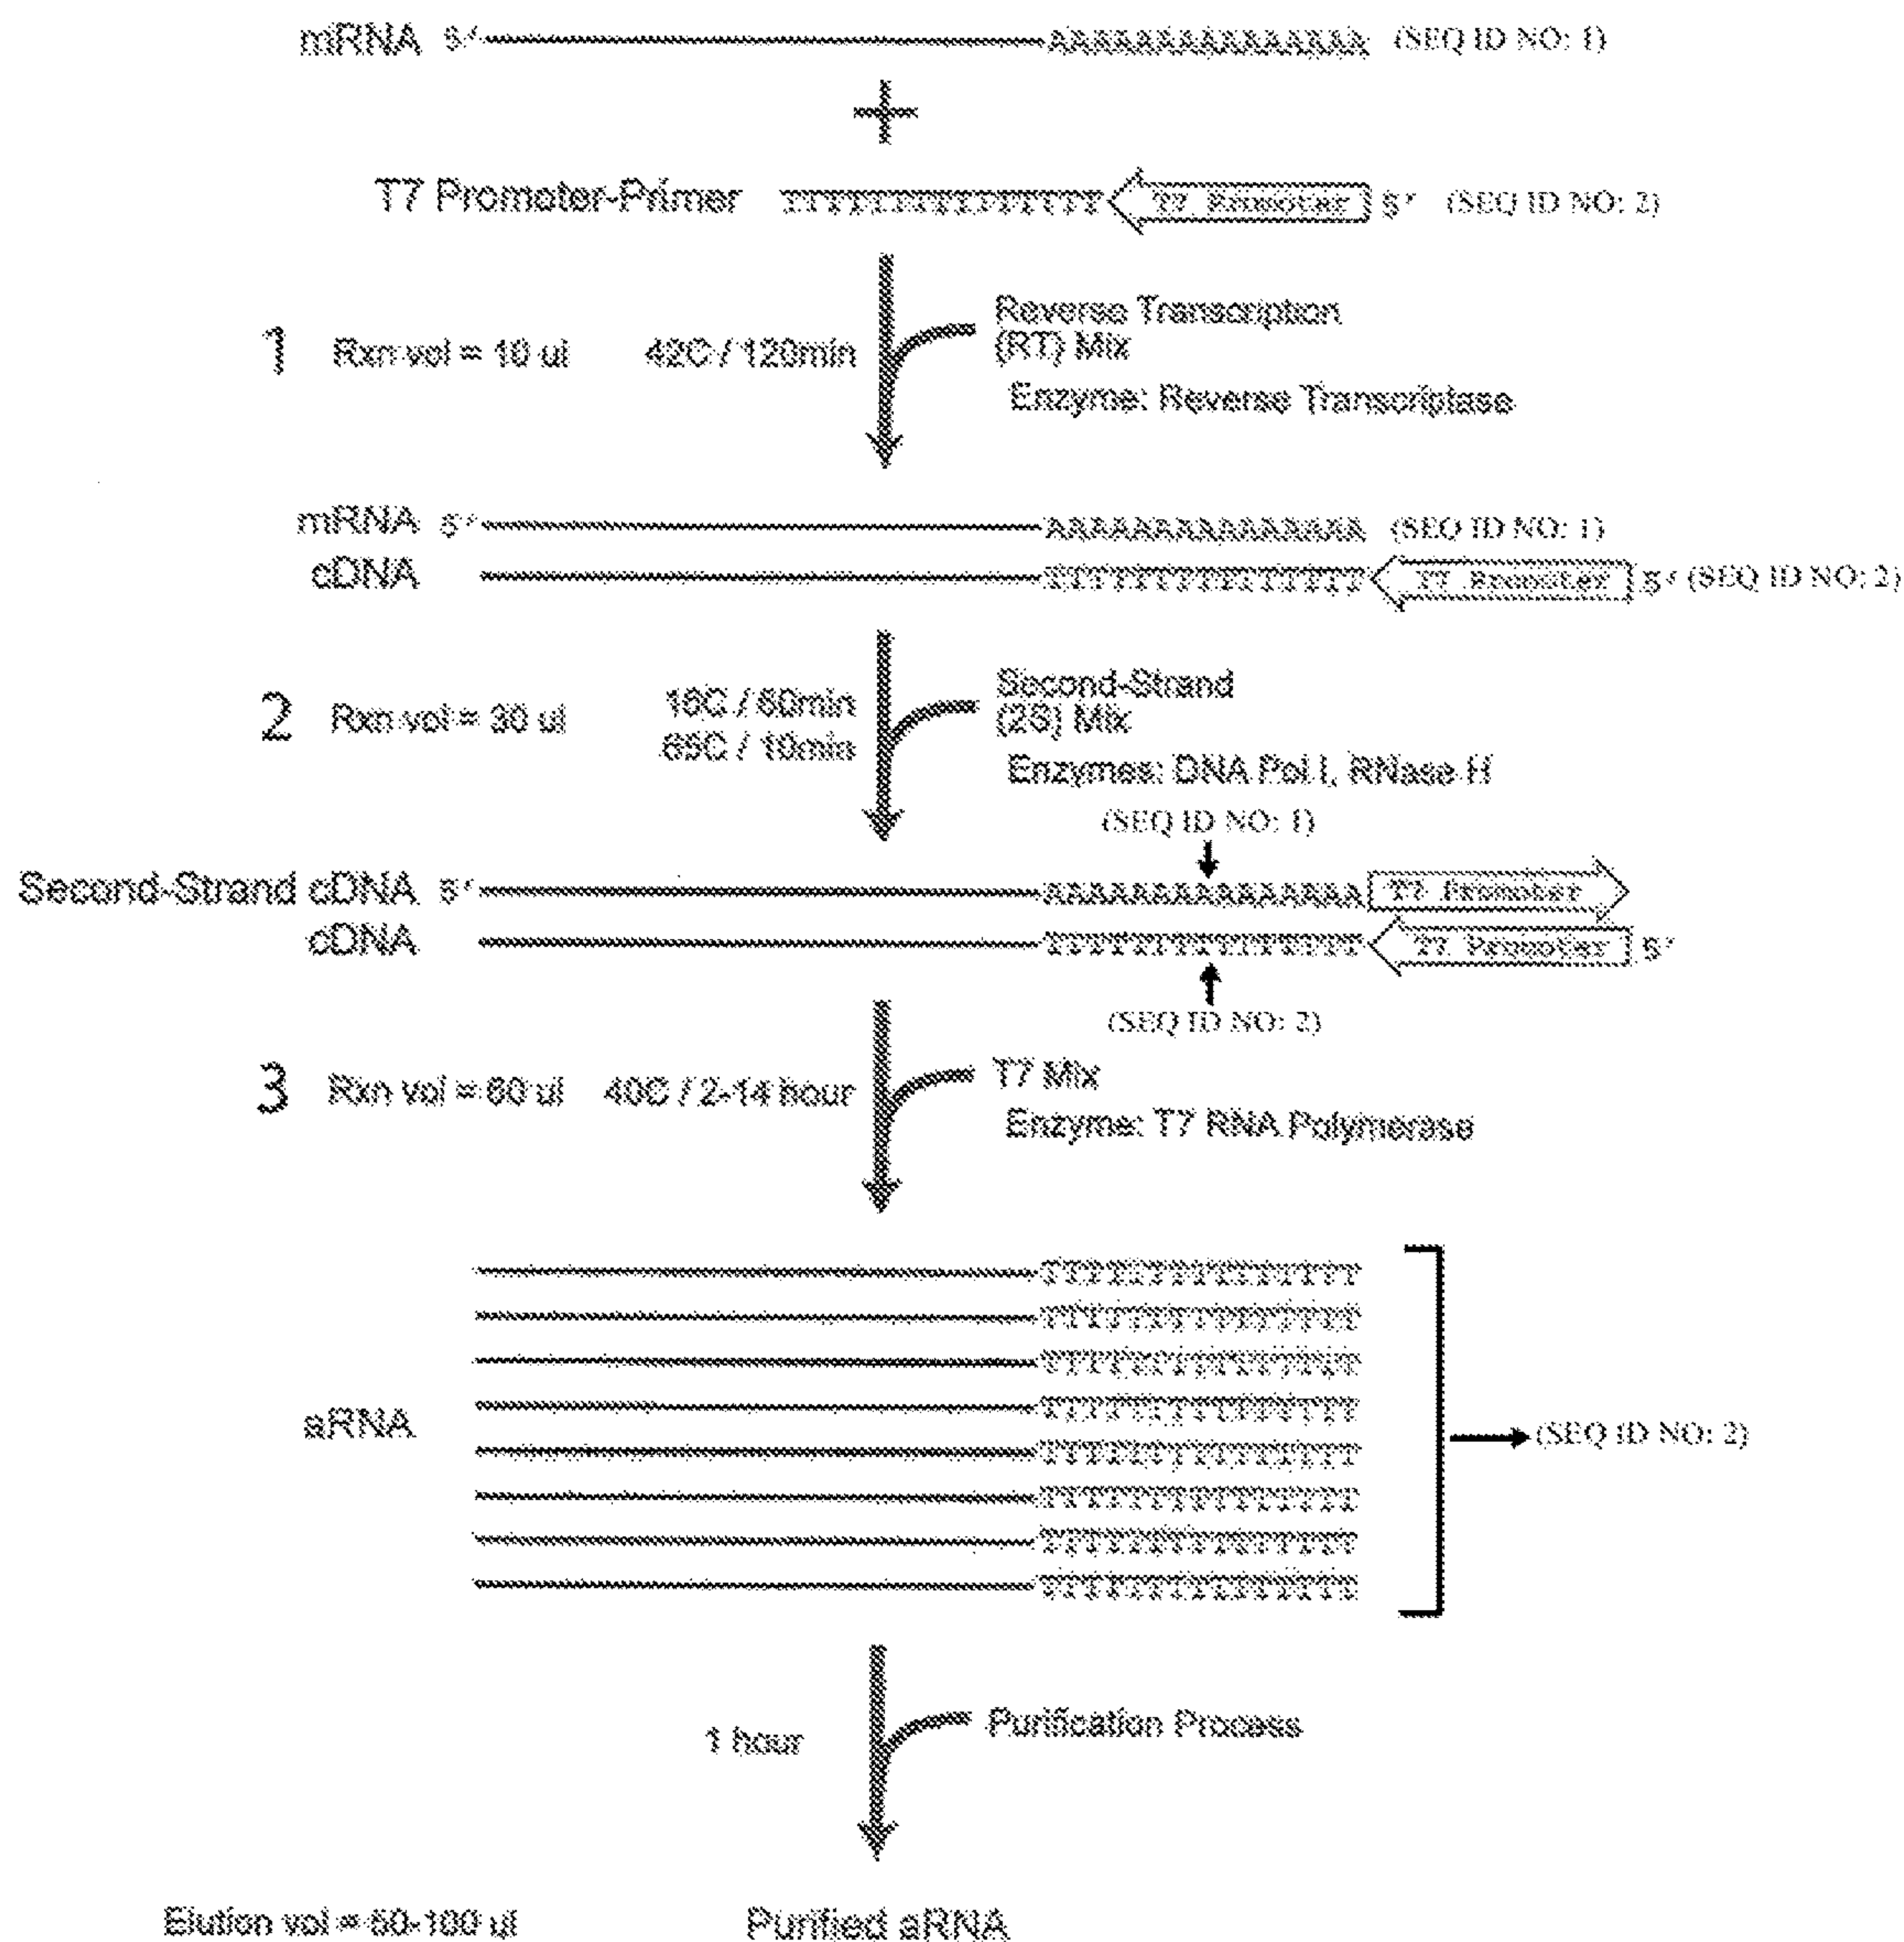 mRNA 5' AAAAAAAAAAAAAAA (SEQ ID NO: 1)
+
T7 Promoter-Primer TTTTTTTTTTTTTTT T7 Promoter 5' (SEQ ID NO: 2)
Reverse Transcription
(RT) Mix
1 Rxn vol = 10 ul 42C / 120min
Enzyme: Reverse Transcriptase
mRNA 5' AAAAAAAAAAAAAAA (SEQ ID NO: 1)
cDNA TTTTTTTTTTTTTTT T7 Promoter 5' (SEQ ID NO: 2)
Second-Strand
(2S) Mix
2 Rxn vol = 30 ul 16C / 60min
65C / 10min
Enzymes: DNA Pol I, RNase H
(SEQ ID NO: 1)
Second-Strand cDNA 5' AAAAAAAAAAAAAAA T7 Promoter
cDNA TTTTTTTTTTTTTTT T7 Promoter 5'
(SEQ ID NO: 2)
3 Rxn vol = 60 ul 40C / 2-14 hour T7 Mix
Enzyme: T7 RNA Polymerase
TTTTTTTTTTTTTTT
TTTTTTTTTTTTTTT
TTTTTTTTTTTTTTT
TTTTTTTTTTTTTTT
aRNA (SEQ ID NO: 2)
TTTTTTTTTTTTTTT
TTTTTTTTTTTTTTT
TTTTTTTTTTTTTTT
TTTTTTTTTTTTTTT
1 hour Purification Process
Elution vol = 60-100 ul Purified aRNA